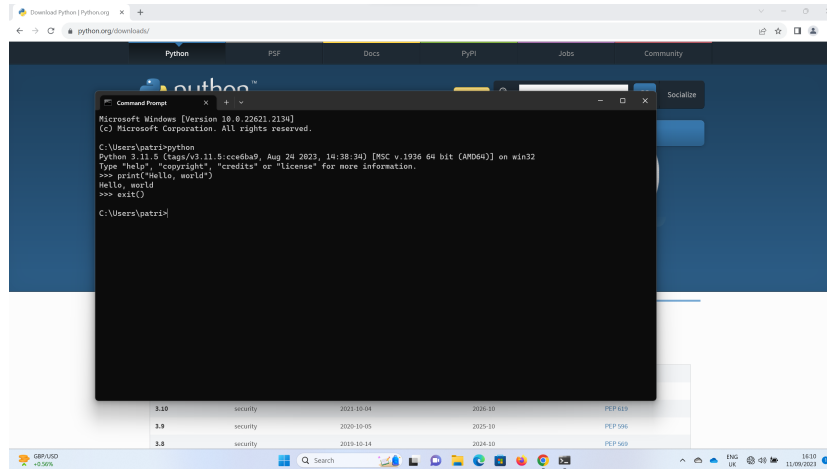 Download Python | Python.org
python.org/downloads/
Python PSF Docs PyPI Jobs Community
python™
Socialize
Command Prompt
Microsoft Windows [Version 10.0.22621.2134]
(c) Microsoft Corporation. All rights reserved.
C:\Users\patri>python
Python 3.11.5 (tags/v3.11.5:cce6ba9, Aug 24 2023, 14:38:34) [MSC v.1936 64 bit (AMD64)] on win32
Type "help", "copyright", "credits" or "license" for more information.
>>> print("Hello, world")
Hello, world
>>> exit()
C:\Users\patri>
3.10 security 2021-10-04 2026-10 PEP 619
3.9 security 2020-10-05 2025-10 PEP 596
3.8 security 2019-10-14 2024-10 PEP 569
GBP/USD
+0.56%
Search
ENG
UK
16:10
11/09/2023